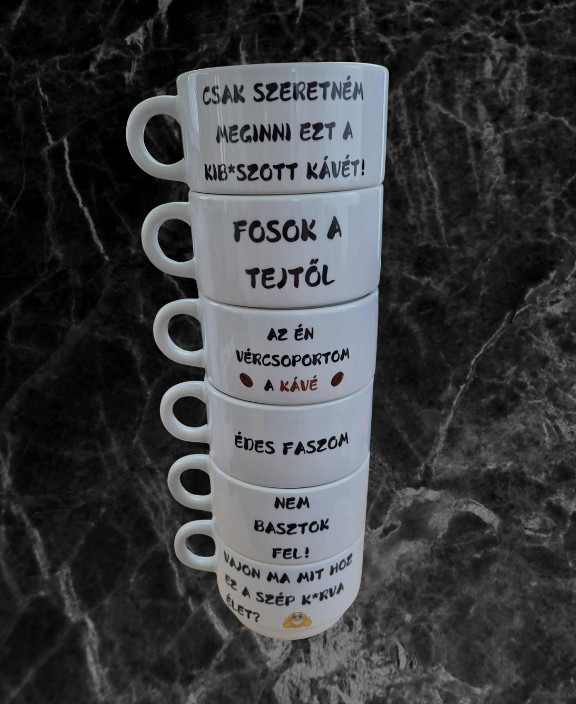 CSAK SZERETNÉM
MEGINNI EZT A
KIB*SZOTT KÁVÉT!
FOSOK A
TEJTŐL
AZ ÉN
VÉRCSOPORTOM
A KÁVÉ
ÉDES FASZOM
NEM
BASZTOK
FEL!
VAJON MA MIT HOZ
EZ A SZÉP K*RVA
ÉLET?